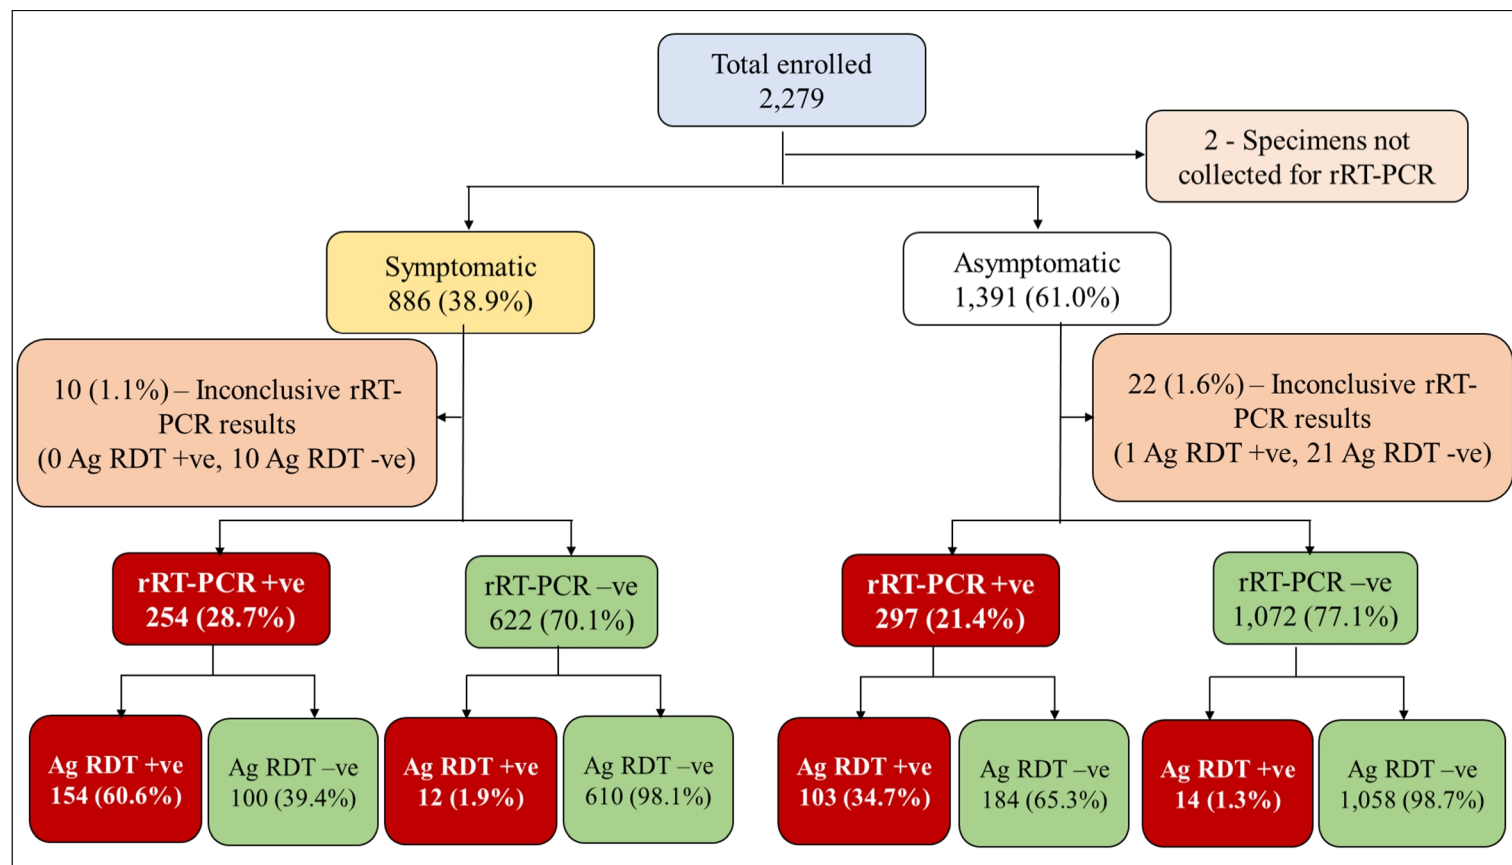 Total enrolled
2,279
2 - Specimens not
collected for rRT-PCR
Symptomatic
886 (38.9%)
Asymptomatic
1,391 (61.0%)
10 (1.1%) – Inconclusive rRT-
PCR results
(0 Ag RDT +ve, 10 Ag RDT -ve)
22 (1.6%) – Inconclusive rRT-
PCR results
(1 Ag RDT +ve, 21 Ag RDT -ve)
rRT-PCR +ve
254 (28.7%)
rRT-PCR –ve
622 (70.1%)
rRT-PCR +ve
297 (21.4%)
rRT-PCR –ve
1,072 (77.1%)
Ag RDT +ve
154 (60.6%)
Ag RDT –ve
100 (39.4%)
Ag RDT +ve
12 (1.9%)
Ag RDT –ve
610 (98.1%)
Ag RDT +ve
103 (34.7%)
Ag RDT –ve
184 (65.3%)
Ag RDT +ve
14 (1.3%)
Ag RDT –ve
1,058 (98.7%)